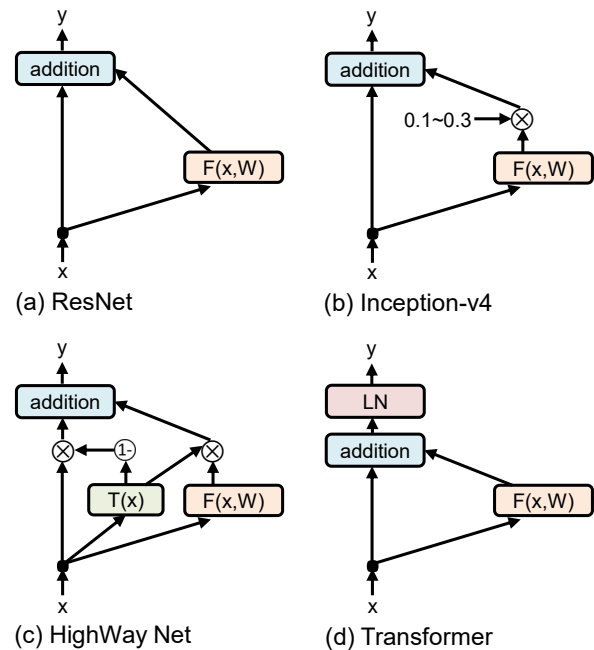 y
addition
F(x,W)
x
(a) ResNet
y
addition
0.1~0.3
F(x,W)
x
(b) Inception-v4
y
addition
1-
T(x)
F(x,W)
x
(c) HighWay Net
y
LN
addition
F(x,W)
x
(d) Transformer